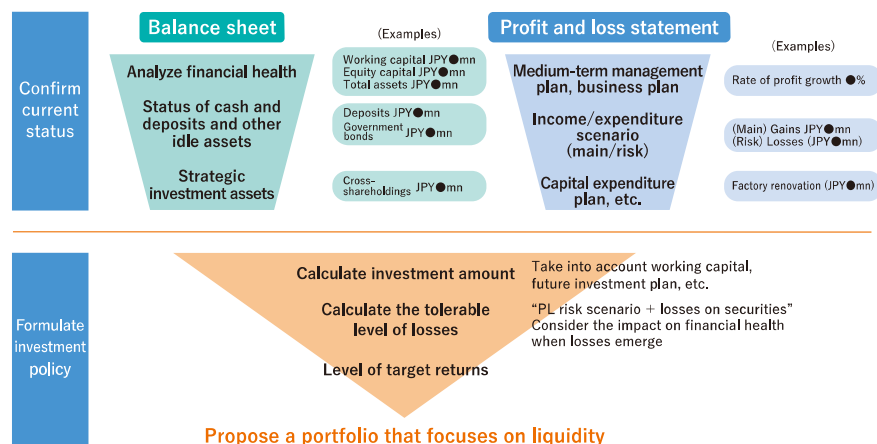 Balance sheet
(Examples)
Profit and loss statement
(Examples)
Confirm
current
status
Analyze financial health
Status of cash and
deposits and other
idle assets
Strategic
investment assets
Working capital JPY●mn
Equity capital JPY●mn
Total assets JPY●mn
Deposits JPY●mn
Government
bonds JPY●mn
Cross-
shareholdings JPY●mn
Medium-term management
plan, business plan
Income/expenditure
scenario
(main/risk)
Capital expenditure
plan, etc.
Rate of profit growth ●%
(Main) Gains JPY●mn
(Risk) Losses (JPY●mn)
Factory renovation (JPY●mn)
Formulate
investment
policy
Calculate investment amount
Take into account working capital,
future investment plan, etc.
Calculate the tolerable
level of losses
“PL risk scenario + losses on securities”
Consider the impact on financial health
when losses emerge
Level of target returns
Propose a portfolio that focuses on liquidity